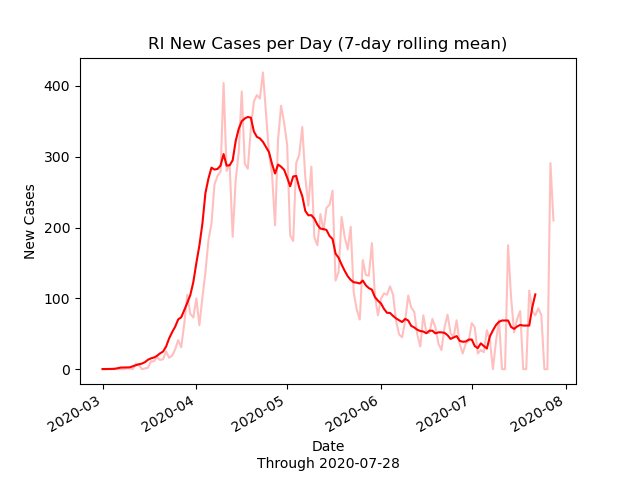 RI New Cases per Day (7-day rolling mean)
400
300
200
100
0
New Cases
2020-03
2020-04
2020-05
2020-06
2020-07
2020-08
Date
Through 2020-07-28